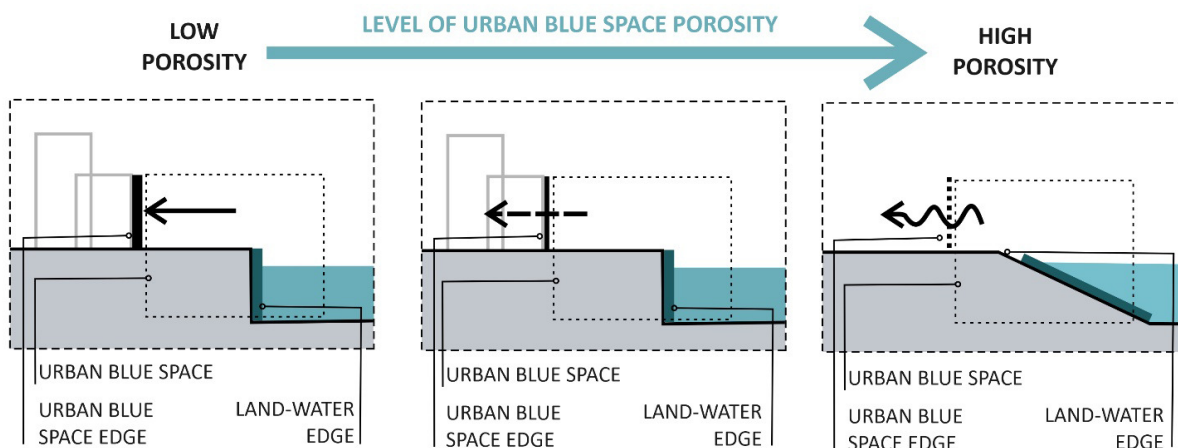 LEVEL OF URBAN BLUE SPACE POROSITY
LOW
POROSITY
HIGH
POROSITY
URBAN BLUE SPACE
URBAN BLUE
SPACE EDGE
LAND-WATER
EDGE
URBAN BLUE SPACE
URBAN BLUE
SPACE EDGE
LAND-WATER
EDGE
URBAN BLUE SPACE
URBAN BLUE
SPACE EDGE
LAND-WATER
EDGE